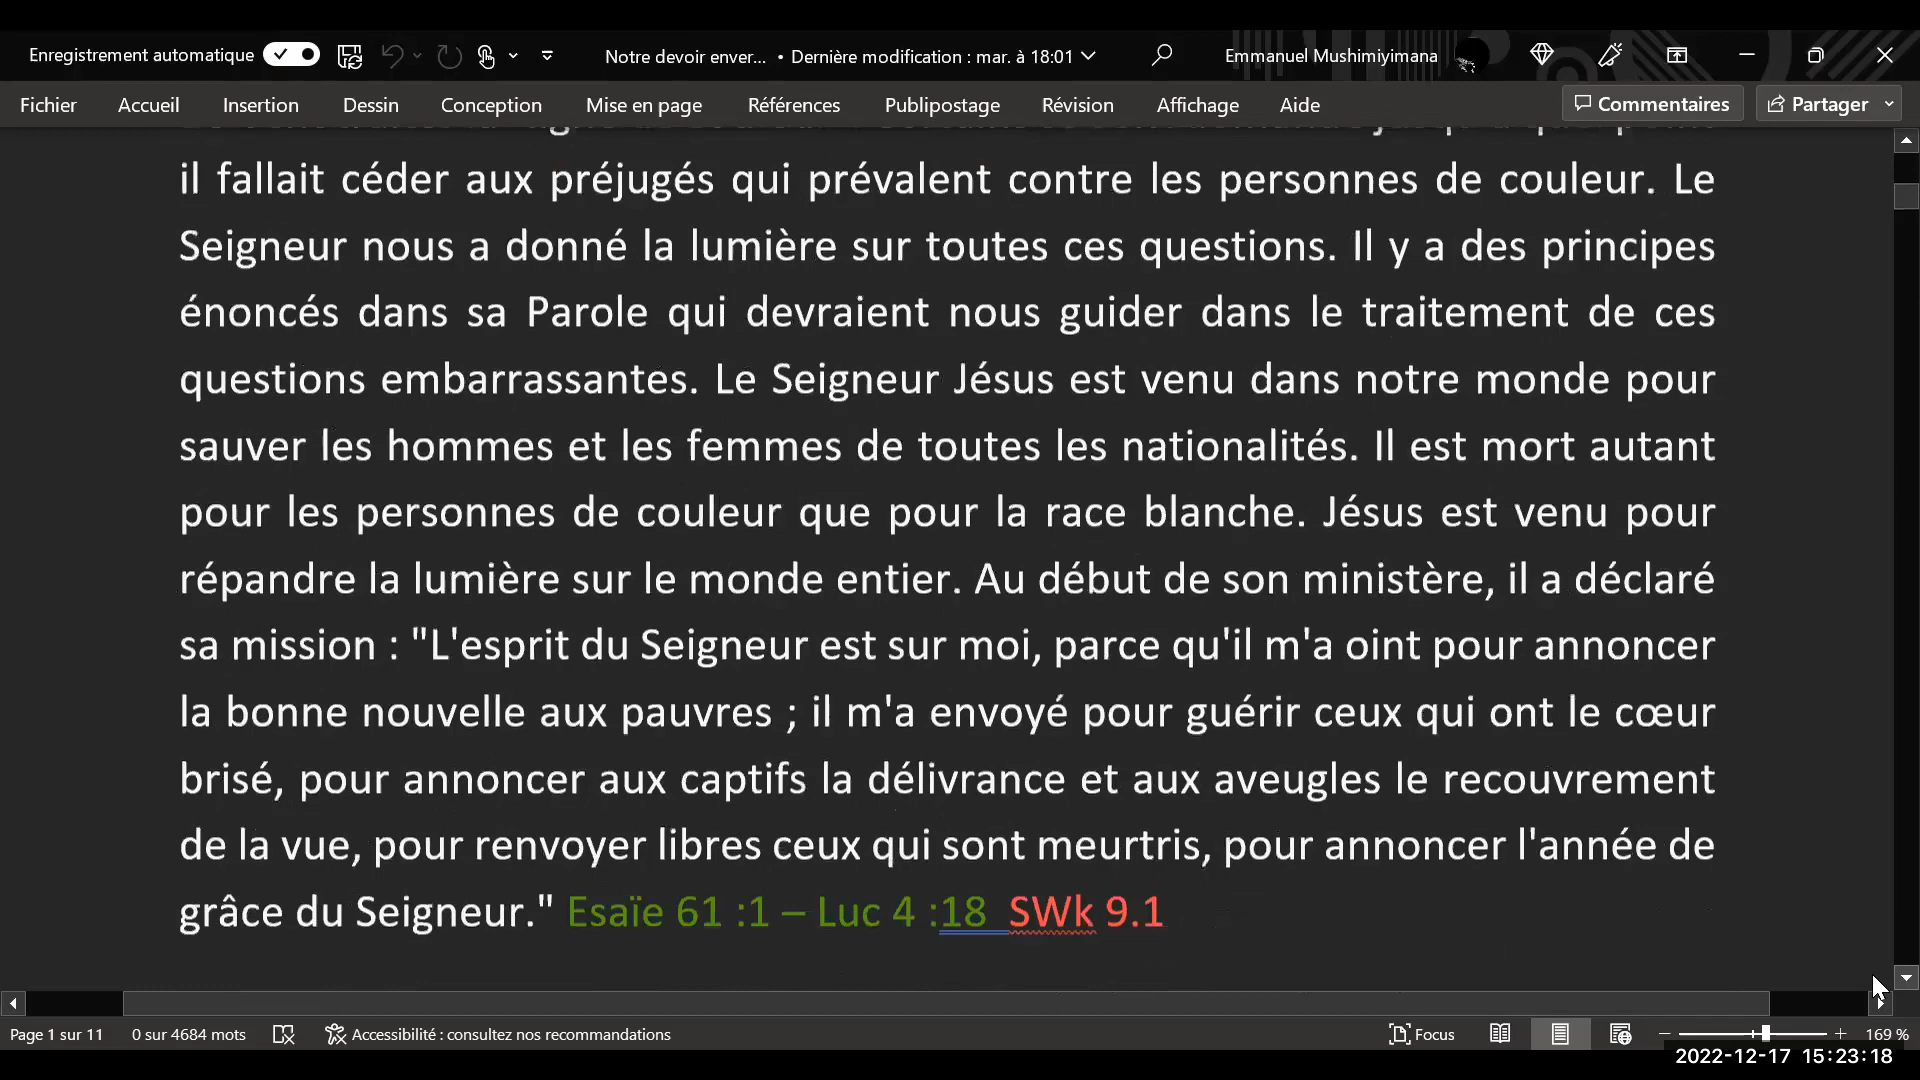 Enregistrement automatique
Notre devoir enver... • Dernière modification : mar. à 18:01
Emmanuel Mushimiyimana
Fichier Accueil Insertion Dessin Conception Mise en page Références Publipostage Révision Affichage Aide Commentaires Partager
il fallait céder aux préjugés qui prévalent contre les personnes de couleur. Le
Seigneur nous a donné la lumière sur toutes ces questions. Il y a des principes
énoncés dans sa Parole qui devraient nous guider dans le traitement de ces
questions embarrassantes. Le Seigneur Jésus est venu dans notre monde pour
sauver les hommes et les femmes de toutes les nationalités. Il est mort autant
pour les personnes de couleur que pour la race blanche. Jésus est venu pour
répandre la lumière sur le monde entier. Au début de son ministère, il a déclaré
sa mission : "L'esprit du Seigneur est sur moi, parce qu'il m'a oint pour annoncer
la bonne nouvelle aux pauvres ; il m'a envoyé pour guérir ceux qui ont le cœur
brisé, pour annoncer aux captifs la délivrance et aux aveugles le recouvrement
de la vue, pour renvoyer libres ceux qui sont meurtris, pour annoncer l'année de
grâce du Seigneur." Esaïe 61 :1 – Luc 4 :18 SWk 9.1
Page 1 sur 11 0 sur 4684 mots Accessibilité : consultez nos recommandations Focus 169 %
2022-12-17 15:23:18